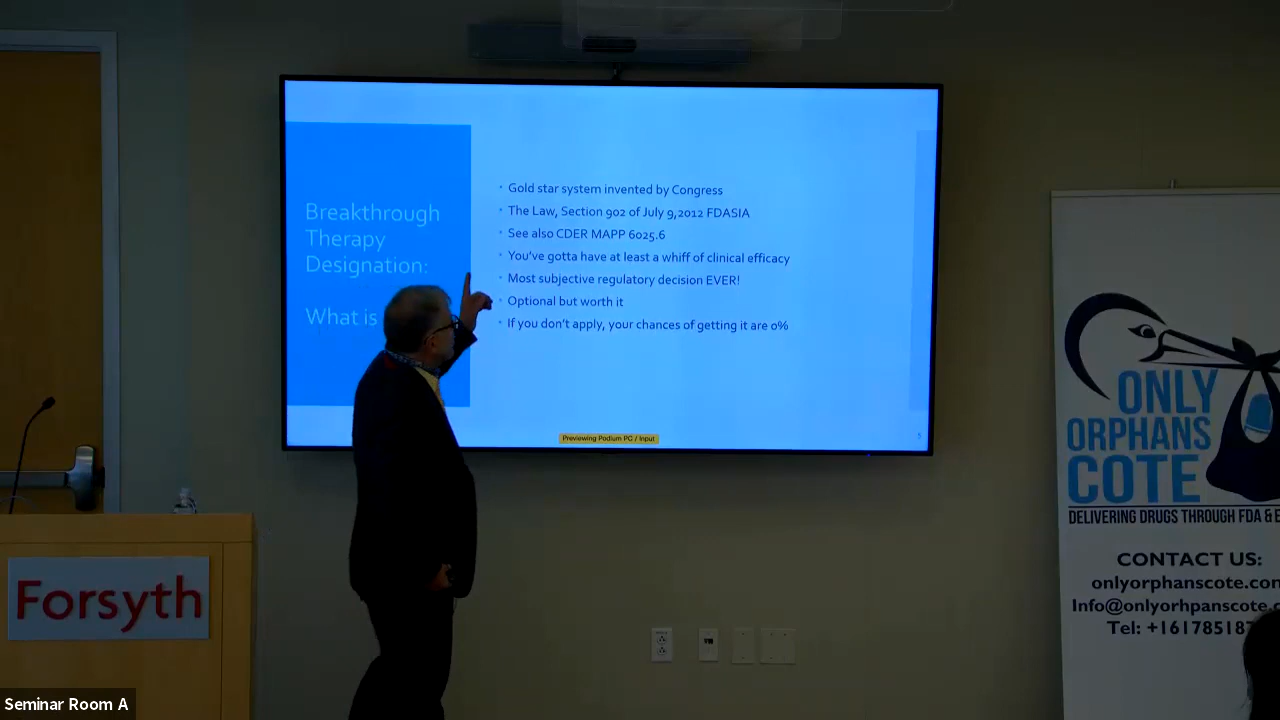 Breakthrough
Therapy
Designation:
What is
• Gold star system invented by Congress
• The Law, Section 902 of July 9,2012 FDASIA
• See also CDER MAPP 6025.6
• You've gotta have at least a whiff of clinical efficacy
• Most subjective regulatory decision EVER!
• Optional but worth it
• If you don't apply, your chances of getting it are 0%
Previewing Podium PC / Input
5
ONLY
ORPHANS
COTE
DELIVERING DRUGS THROUGH FDA & E
CONTACT US:
onlyorphanscote.con
Info@onlyorhpanscote.c
Tel: +161785187
Forsyth
Seminar Room A